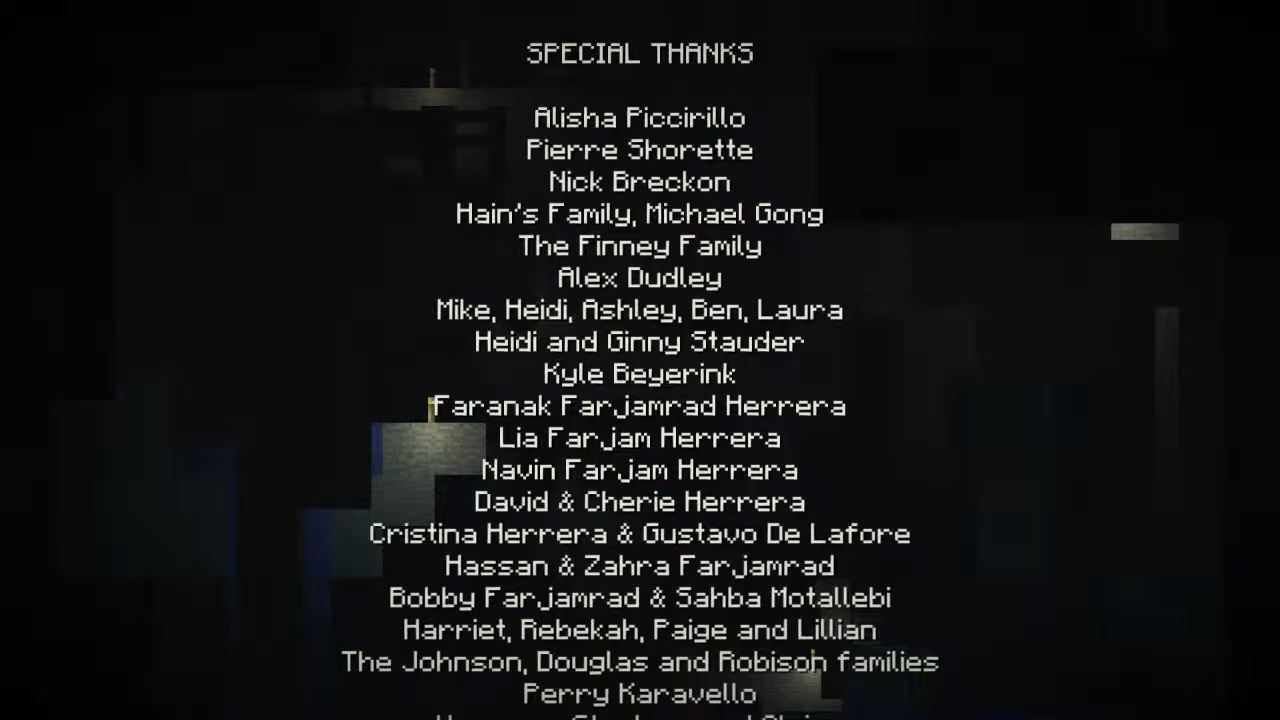 SPECIAL THANKS
Alisha Piccirillo
Pierre Shorette
Nick Breckon
Hain's Family, Michael Gong
The Finney Family
Alex Dudley
Mike, Heidi, Ashley, Ben, Laura
Heidi and Ginny Stauder
Kyle Beyerink
Faranak Farjamrad Herrera
Lia Farjam Herrera
Navin Farjam Herrera
David & Cherie Herrera
Cristina Herrera & Gustavo De Lafore
Hassan & Zahra Farjamrad
Bobby Farjamrad & Sahba Motallebi
Harriet, Rebekah, Paige and Lillian
The Johnson, Douglas and Robison families
Perry Karavello